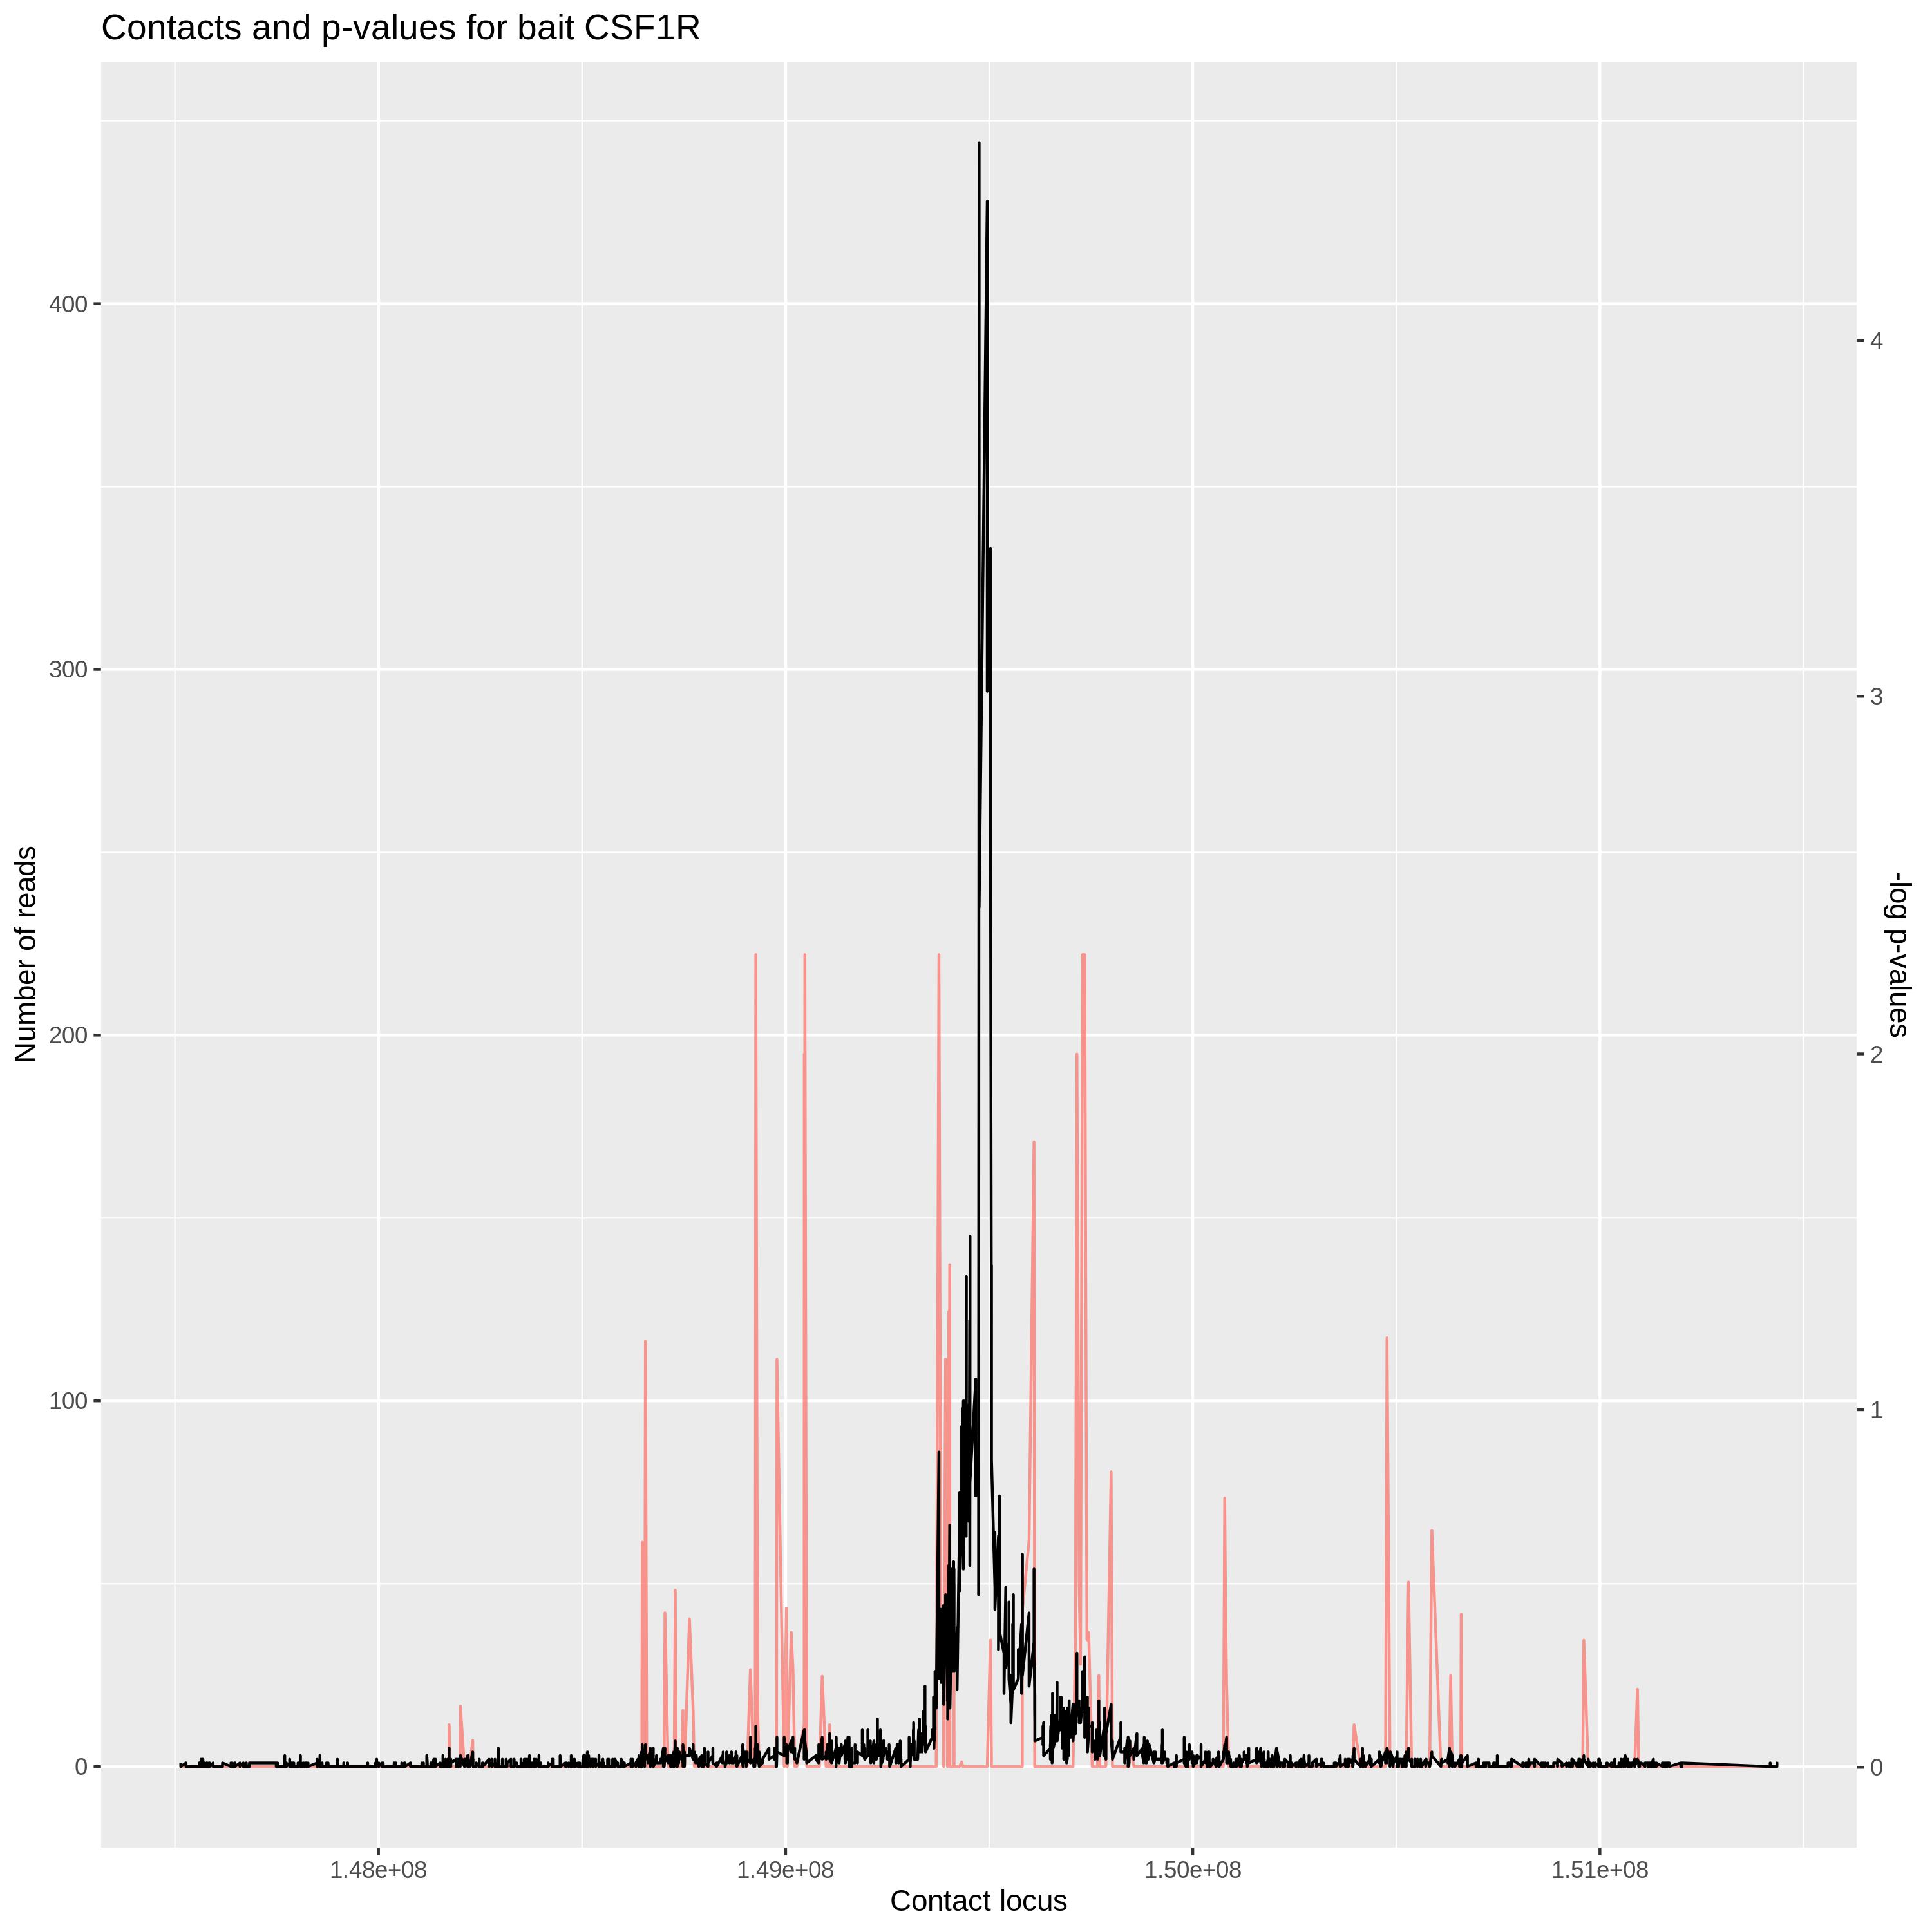 Contacts and p-values for bait CSF1R
Number of reads
400
300
200
100
0
4
3
2
1
0
-log p-values
1.48e+08
1.49e+08
1.50e+08
1.51e+08
Contact locus